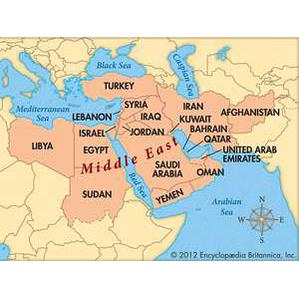 Black Sea
Caspian Sea
TURKEY
Mediterranean
Sea
SYRIA
LEBANON
IRAQ
IRAN
AFGHANISTAN
KUWAIT
ISRAEL
JORDAN
BAHRAIN
QATAR
LIBYA
EGYPT
Middle East
UNITED ARAB
EMIRATES
SAUDI
ARABIA
OMAN
Red Sea
SUDAN
YEMEN
Arabian
Sea
N
W
E
S
© 2012 Encyclopædia Britannica, Inc.